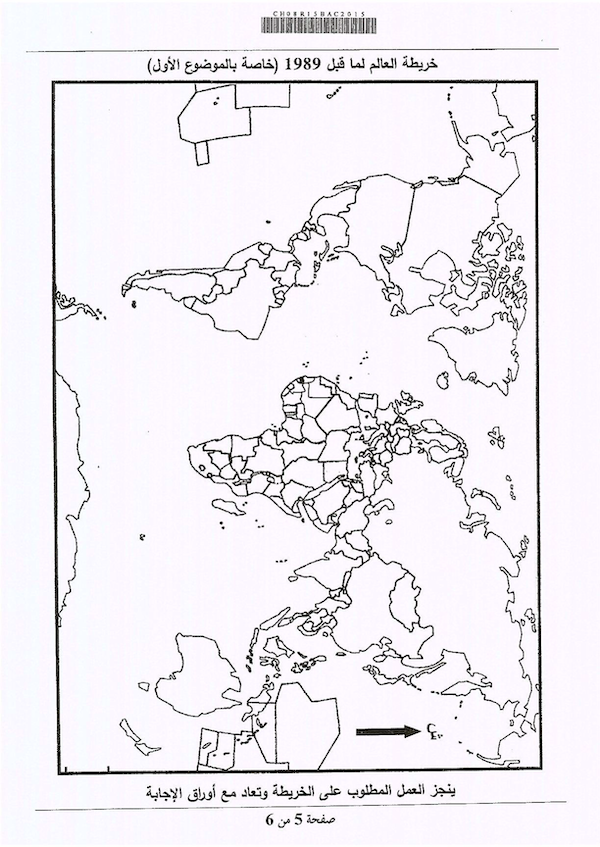 CH08R15BAC2015
خريطة العالم لما قبل 1989 (خاصة بالموضوع الأول)
ينجز العمل المطلوب على الخريطة وتعاد مع أوراق الإجابة
صفحة 5 من 6